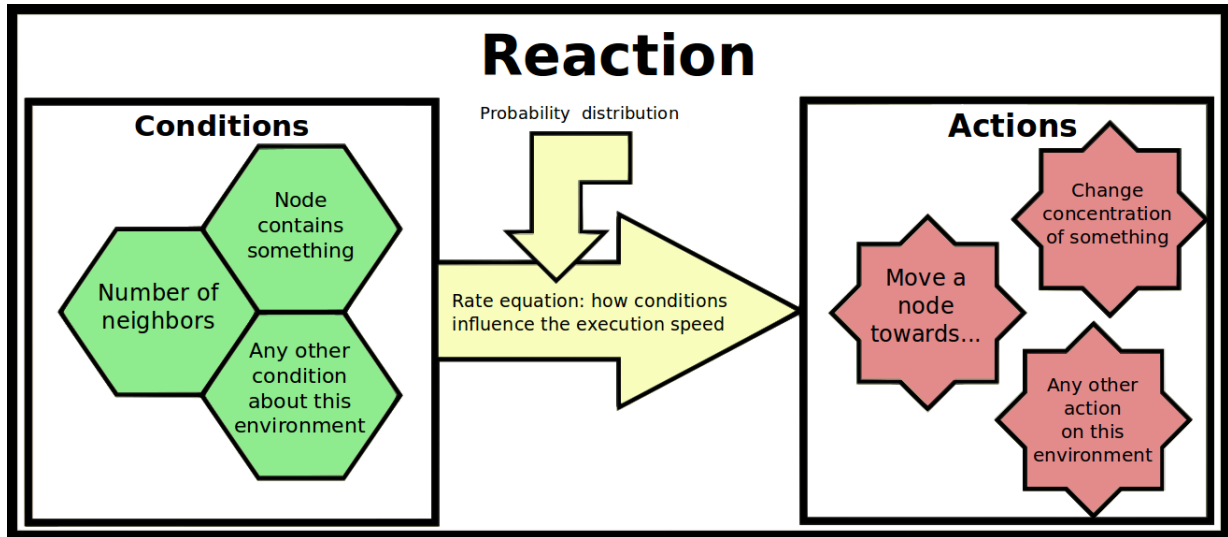 Reaction
Conditions
Node
contains
something
Number of
neighbors
Any other
condition
about this
environment
Probability distribution
Rate equation: how conditions
influence the execution speed
Actions
Change
concentration
of something
Move a
node
towards...
Any other
action
on this
environment